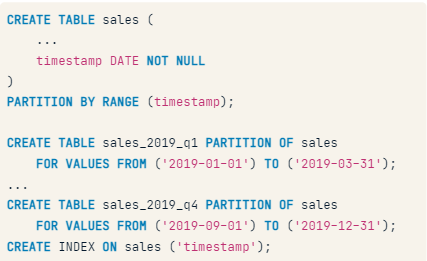 CREATE TABLE sales (
    ...
    timestamp DATE NOT NULL
)
PARTITION BY RANGE (timestamp);

CREATE TABLE sales_2019_q1 PARTITION OF sales
    FOR VALUES FROM ('2019-01-01') TO ('2019-03-31');
...
CREATE TABLE sales_2019_q4 PARTITION OF sales
    FOR VALUES FROM ('2019-09-01') TO ('2019-12-31');
CREATE INDEX ON sales ('timestamp');